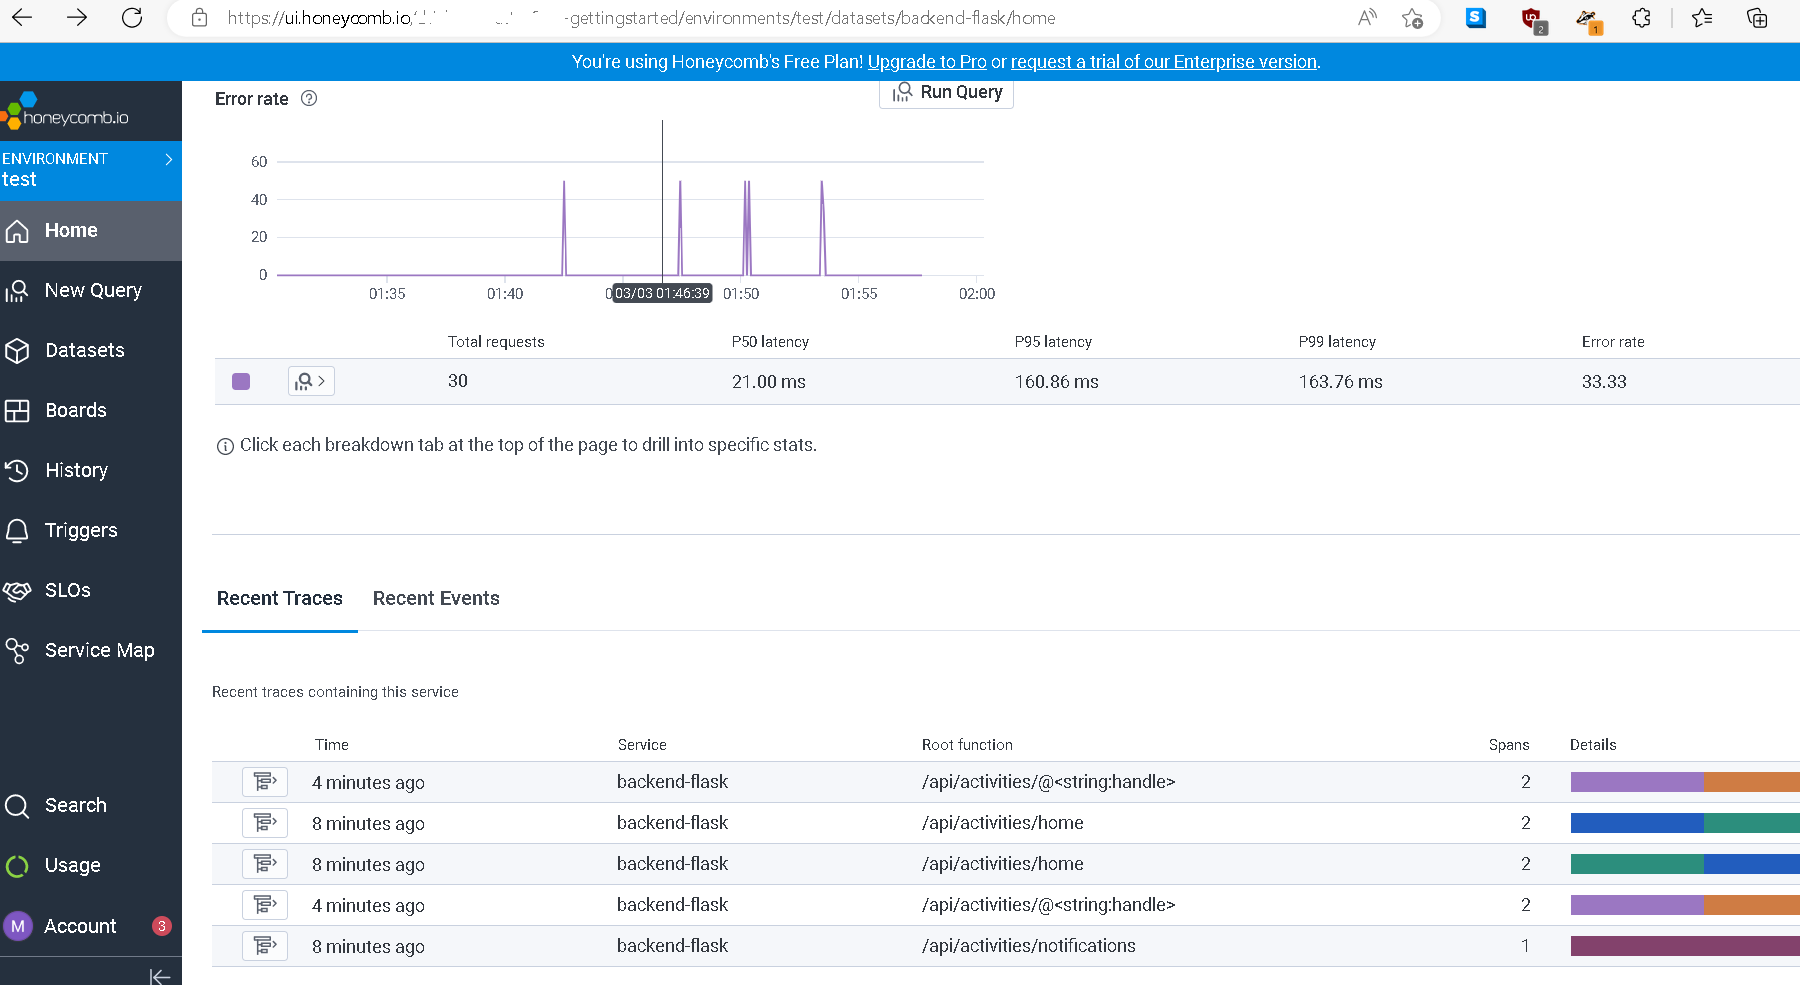 https://ui.honeycomb.io/ -gettingstarted/environments/test/datasets/backend-flask/home
A
2
1
You're using Honeycomb's Free Plan! Upgrade to Pro or request a trial of our Enterprise version.
honeycomb.io
ENVIRONMENT
test
Home
New Query
Datasets
Boards
History
Triggers
SLOs
Service Map
Search
Usage
M Account 3
Error rate
Run Query
60
40
20
0
01:35 01:40 0 03/03 01:46:39 01:50 01:55 02:00
Total requests P50 latency P95 latency P99 latency Error rate
30 21.00 ms 160.86 ms 163.76 ms 33.33
Click each breakdown tab at the top of the page to drill into specific stats.
Recent Traces Recent Events
Recent traces containing this service
Time Service Root function Spans Details
4 minutes ago backend-flask /api/activities/@<string:handle> 2
8 minutes ago backend-flask /api/activities/home 2
8 minutes ago backend-flask /api/activities/home 2
4 minutes ago backend-flask /api/activities/@<string:handle> 2
8 minutes ago backend-flask /api/activities/notifications 1